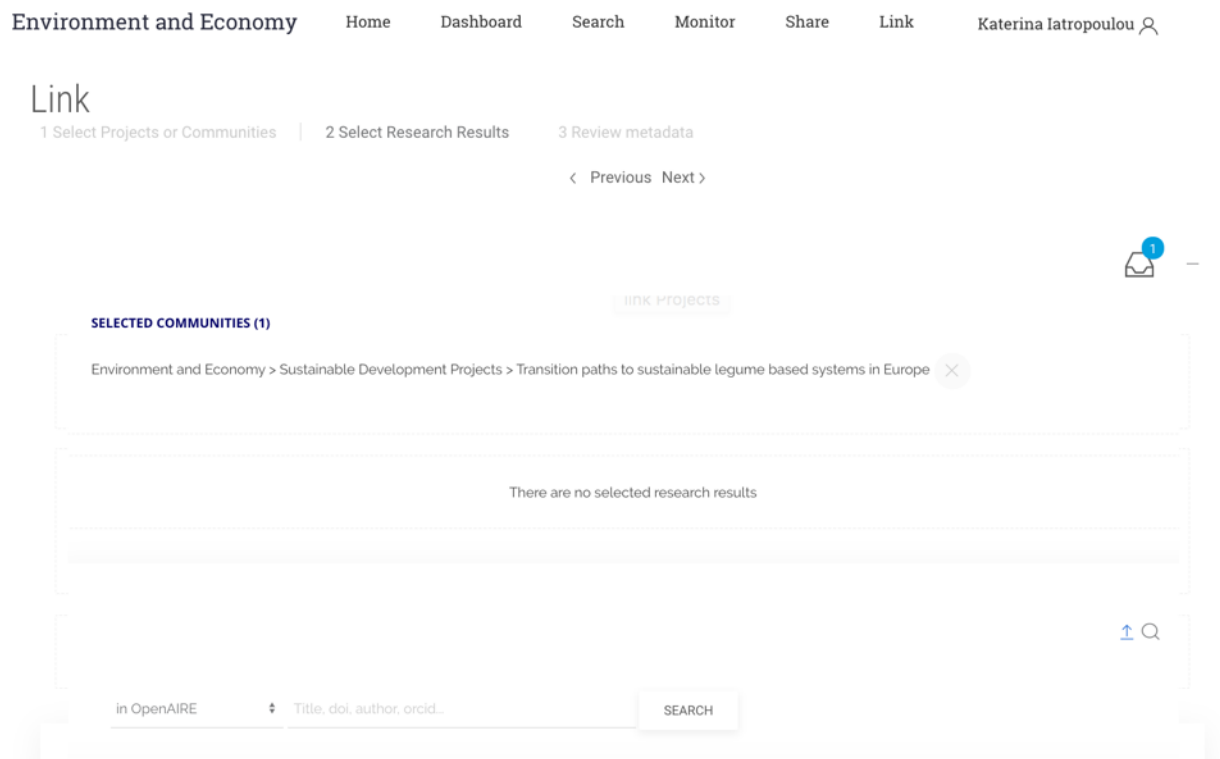 Environment and Economy Home Dashboard Search Monitor Share Link Katerina Iatropoulou
Link
1 Select Projects or Communities 2 Select Research Results 3 Review metadata
< Previous Next >
1
link Projects
SELECTED COMMUNITIES (1)
Environment and Economy > Sustainable Development Projects > Transition paths to sustainable legume based systems in Europe
There are no selected research results
in OpenAIRE Title, doi, author, orcid... SEARCH